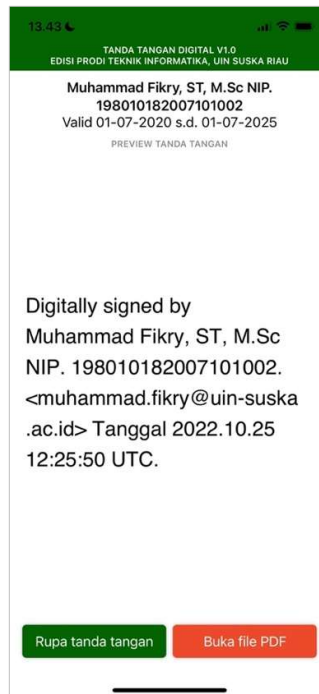 13.43
TANDA TANGAN DIGITAL V1.0
EDISI PRODI TEKNIK INFORMATIKA, UIN SUSKA RIAU
Muhammad Fikry, ST, M.Sc NIP.
198010182007101002
Valid 01-07-2020 s.d. 01-07-2025
PREVIEW TANDA TANGAN
Digitally signed by
Muhammad Fikry, ST, M.Sc
NIP. 198010182007101002.
<muhammad.fikry@uin-suska
.ac.id> Tanggal 2022.10.25
12:25:50 UTC.
Rupa tanda tangan
Buka file PDF